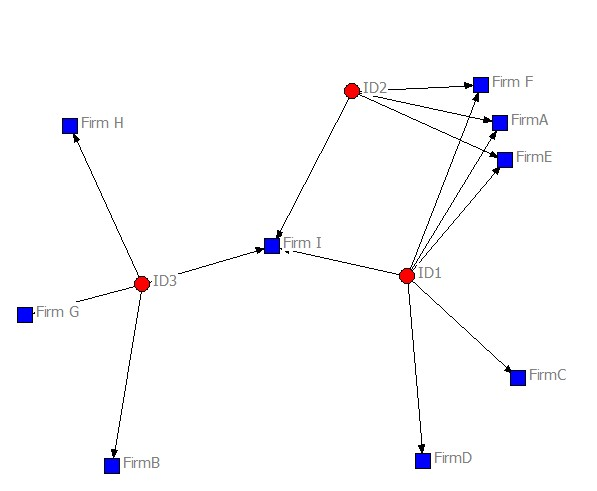 ID2
Firm F
FirmA
Firm H
FirmE
Firm I
ID1
ID3
Firm G
FirmC
FirmD
FirmB